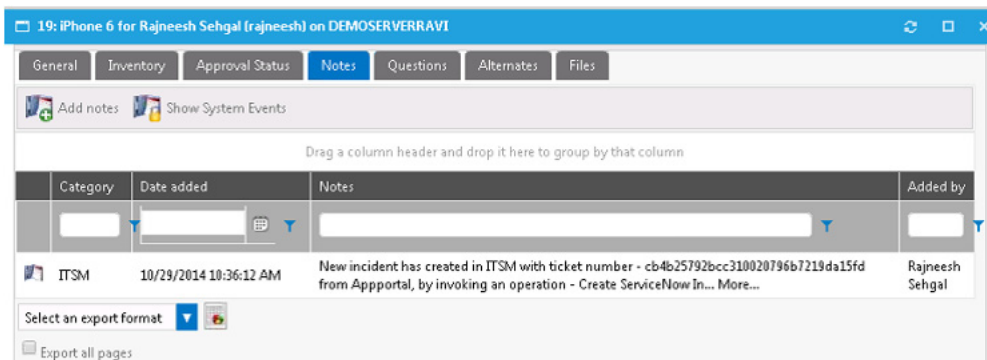 19: iPhone 6 for Rajneesh Sehgal (rajneesh) on DEMOSERVERRAVI
General Inventory Approval Status Notes Questions Alternates Files
Add notes Show System Events
Drag a column header and drop it here to group by that column
Category Date added Notes Added by
ITSM 10/29/2014 10:36:12 AM New incident has created in ITSM with ticket number - cb4b25792bcc310020796b7219da15fd Rajneesh
from Appportal, by invoking an operation - Create ServiceNow In... More... Sehgal
Select an export format
Export all pages